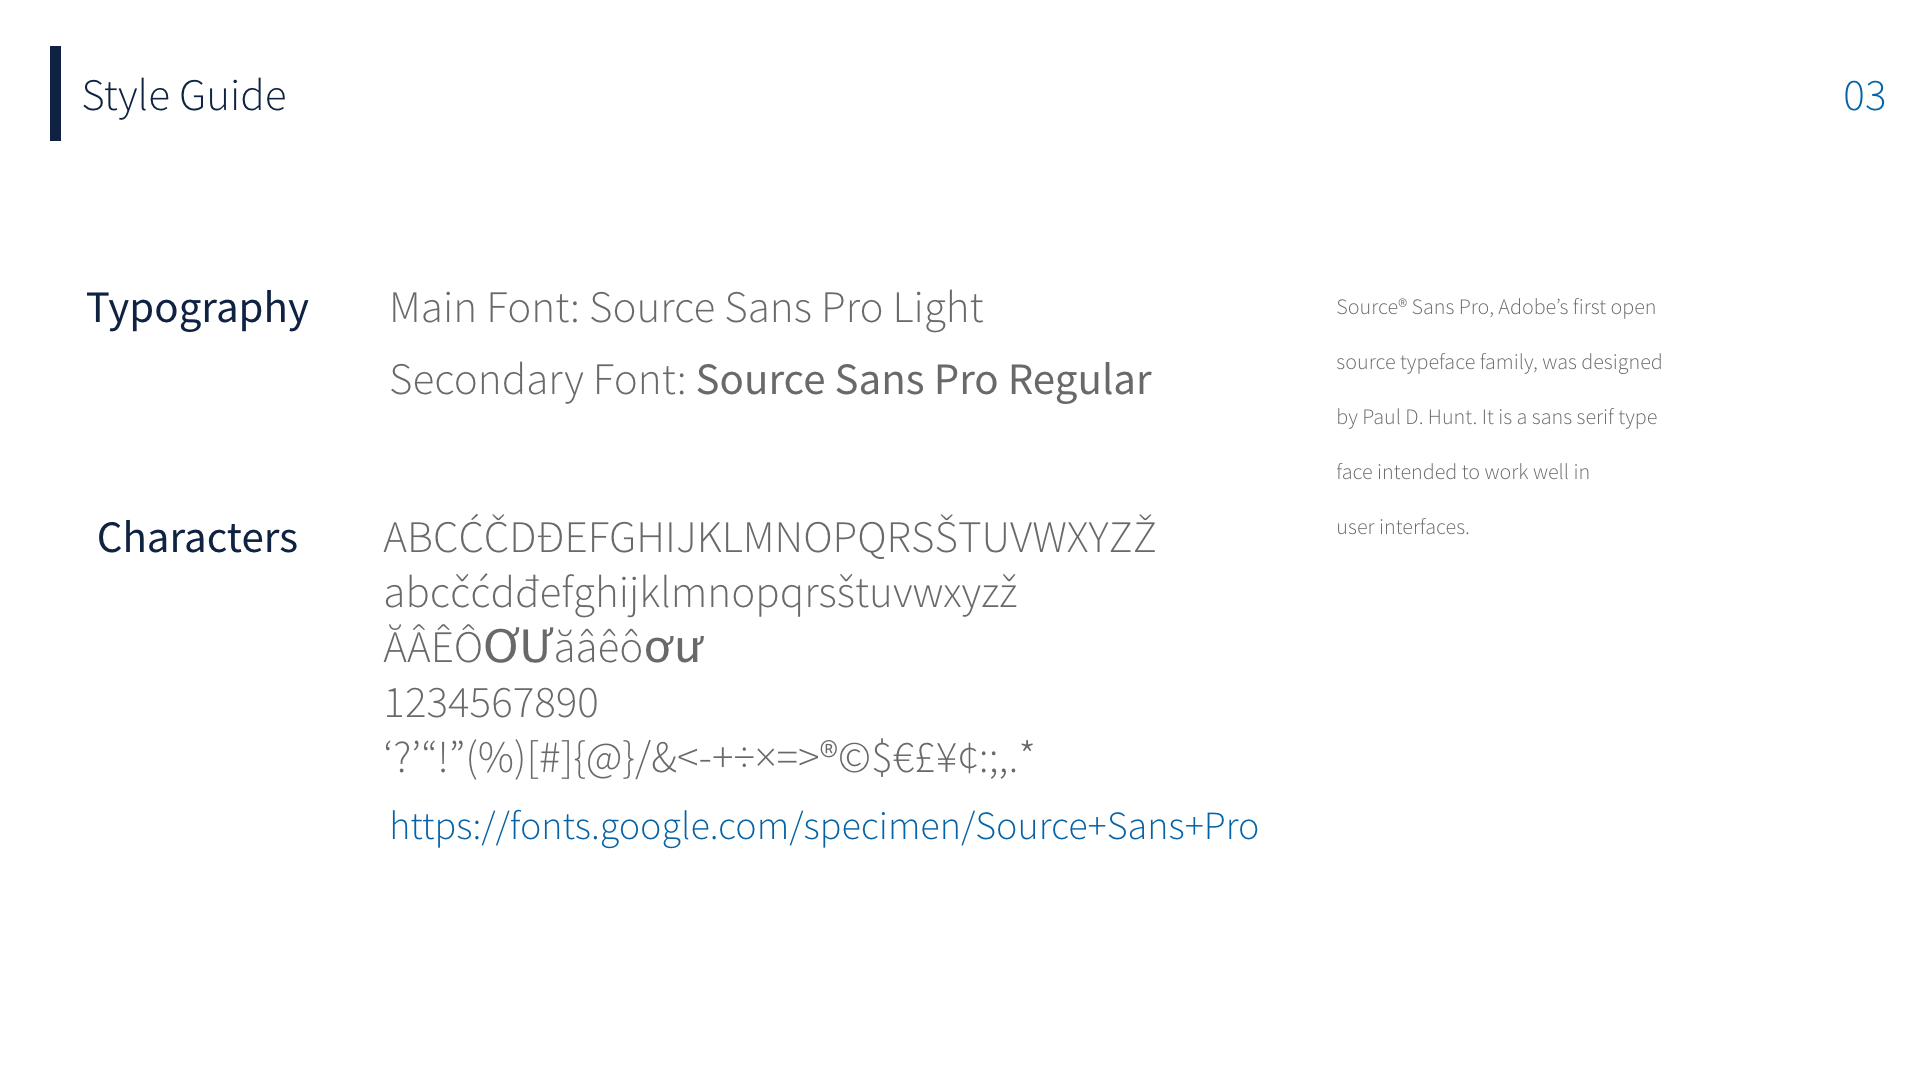 Style Guide
03
Typography
Main Font: Source Sans Pro Light
Secondary Font: Source Sans Pro Regular
Source® Sans Pro, Adobe’s first open
source typeface family, was designed
by Paul D. Hunt. It is a sans serif type
face intended to work well in
user interfaces.
Characters
ABCĆČDĐEFGHIJKLMNOPQRSŠTUVWXYZŽ
abcčćdđefghijklmnopqrsštuvwxyzž
ĂÂÊÔƠƯăâêôơư
1234567890
‘?’“!”(%)[#]{@}/&<-+÷×=>®©$€£¥¢:;,.*
https://fonts.google.com/specimen/Source+Sans+Pro